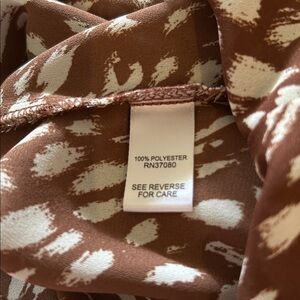 100% POLYESTER
RN37080
SEE REVERSE
FOR CARE